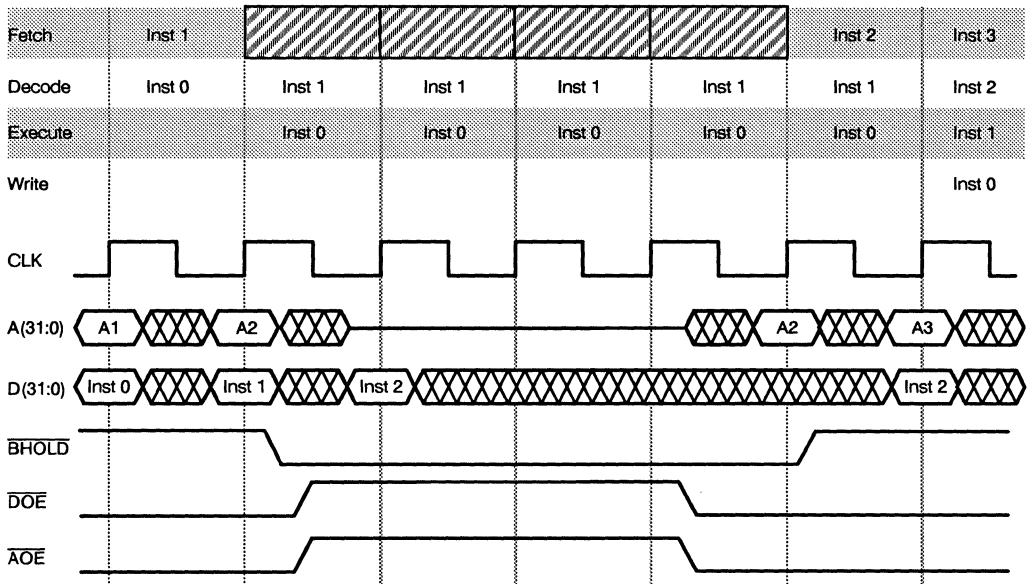 Fetch Inst 1 Inst 2 Inst 3
Decode Inst 0 Inst 1 Inst 1 Inst 1 Inst 1 Inst 1 Inst 2
Execute Inst 0 Inst 0 Inst 0 Inst 0 Inst 0 Inst 1
Write Inst 0
CLK
A(31:0) A1 A2 A2 A3
D(31:0) Inst 0 Inst 1 Inst 2 Inst 2
BHOLD
DOE
AOE